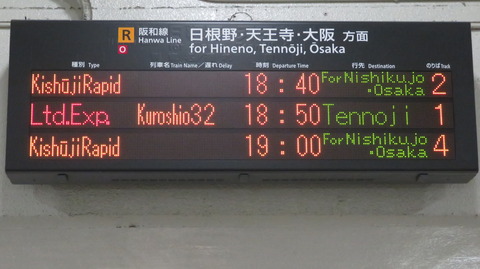 R 阪和線 日根野・天王寺・大阪 方面
O Hanwa Line for Hineno, Tennōji, Ōsaka
種別 Type 列車名 Train Name／遅れ Delay 時刻 Departure Time 行先 Destination のりば Track
KishūjiRapid 18:40 For Nishikujo・Osaka 2
Ltd.Exp. Kuroshio32 18:50 Tennoji 1
KishūjiRapid 19:00 For Nishikujo・Osaka 4